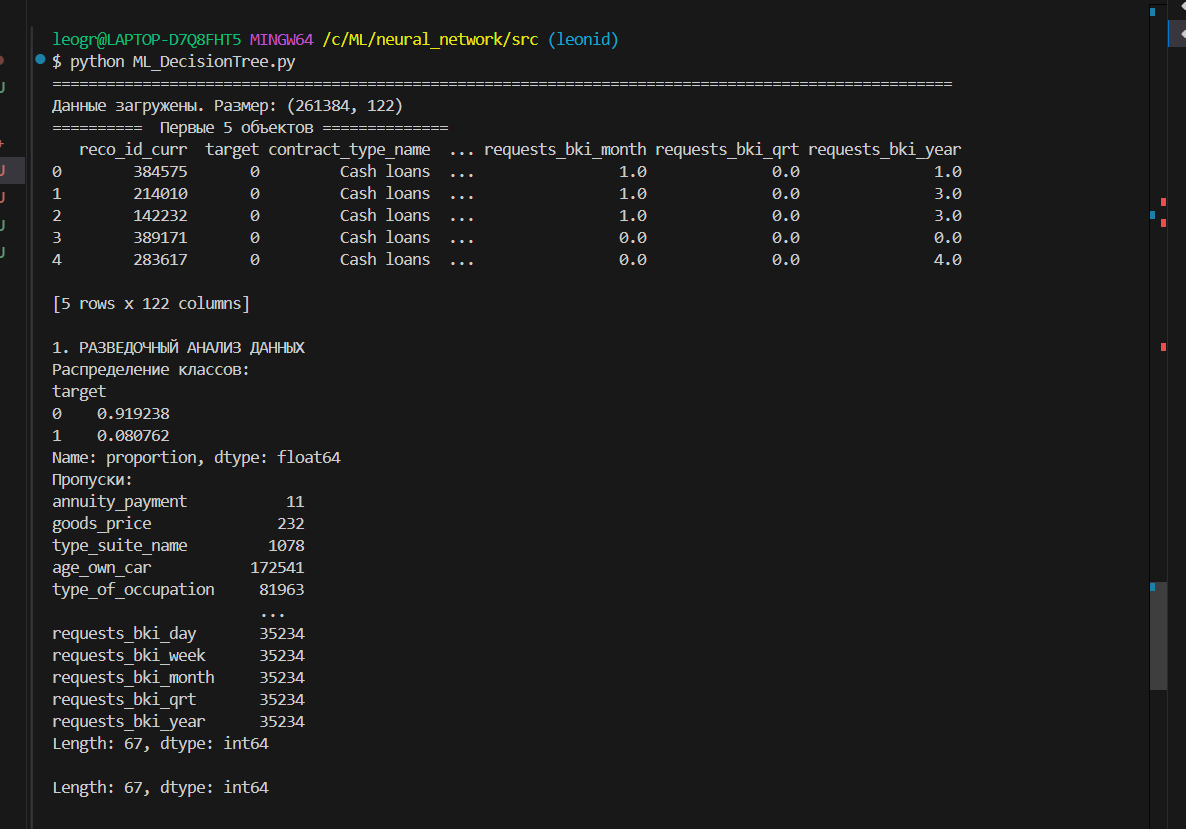 leogr@LAPTOP-D7Q8FHT5 MINGW64 /c/ML/neural_network/src (leonid)
$ python ML_DecisionTree.py
====================================================================================================
Данные загружены. Размер: (261384, 122)
==========  Первые 5 объектов ==============
   reco_id_curr  target contract_type_name  ... requests_bki_month requests_bki_qrt requests_bki_year
0        384575       0         Cash loans  ...                1.0              0.0               1.0
1        214010       0         Cash loans  ...                1.0              0.0               3.0
2        142232       0         Cash loans  ...                1.0              0.0               3.0
3        389171       0         Cash loans  ...                0.0              0.0               0.0
4        283617       0         Cash loans  ...                0.0              0.0               4.0
[5 rows x 122 columns]
1. РАЗВЕДОЧНЫЙ АНАЛИЗ ДАННЫХ
Распределение классов:
target
0    0.919238
1    0.080762
Name: proportion, dtype: float64
Пропуски:
annuity_payment           11
goods_price              232
type_suite_name         1078
age_own_car           172541
type_of_occupation     81963
                       ...
requests_bki_day       35234
requests_bki_week      35234
requests_bki_month     35234
requests_bki_qrt       35234
requests_bki_year      35234
Length: 67, dtype: int64
Length: 67, dtype: int64